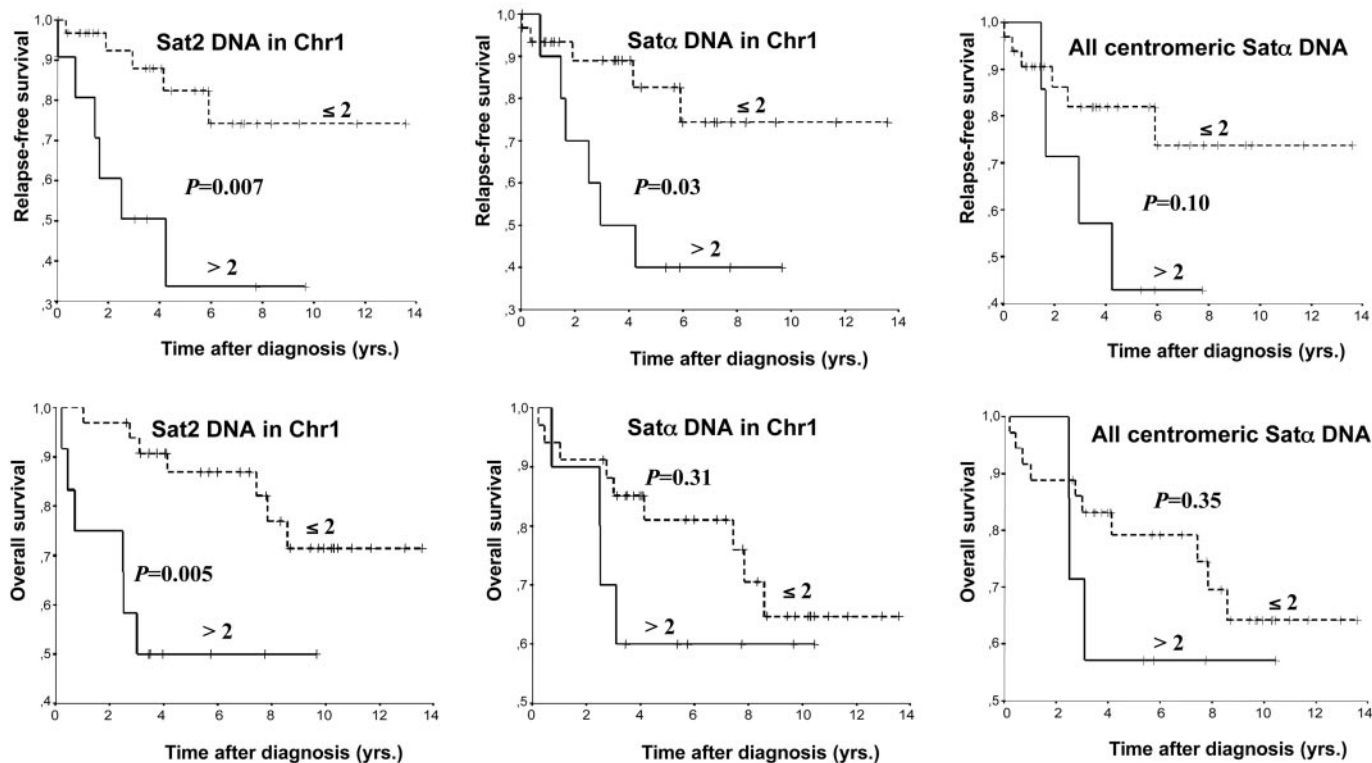 Sat2 DNA in Chr1
Relapse-free survival
1,0
,9
,8
,7
,6
,5
,4
,3
≤ 2
P=0.007
> 2
0 2 4 6 8 10 12 14
Time after diagnosis (yrs.)
Satα DNA in Chr1
Relapse-free survival
1,0
,9
,8
,7
,6
,5
,4
,3
≤ 2
P=0.03
> 2
0 2 4 6 8 10 12 14
Time after diagnosis (yrs.)
All centromeric Satα DNA
Relapse-free survival
1,0
,9
,8
,7
,6
,5
,4
≤ 2
P=0.10
> 2
0 2 4 6 8 10 12 14
Time after diagnosis (yrs.)
Sat2 DNA in Chr1
Overall survival
1,0
,9
,8
,7
,6
,5
,4
≤ 2
P=0.005
> 2
0 2 4 6 8 10 12 14
Time after diagnosis (yrs.)
Satα DNA in Chr1
Overall survival
1,0
,9
,8
,7
,6
,5
P=0.31
≤ 2
> 2
0 2 4 6 8 10 12 14
Time after diagnosis (yrs.)
All centromeric Satα DNA
Overall survival
1,0
,9
,8
,7
,6
,5
P=0.35
≤ 2
> 2
0 2 4 6 8 10 12 14
Time after diagnosis (yrs.)